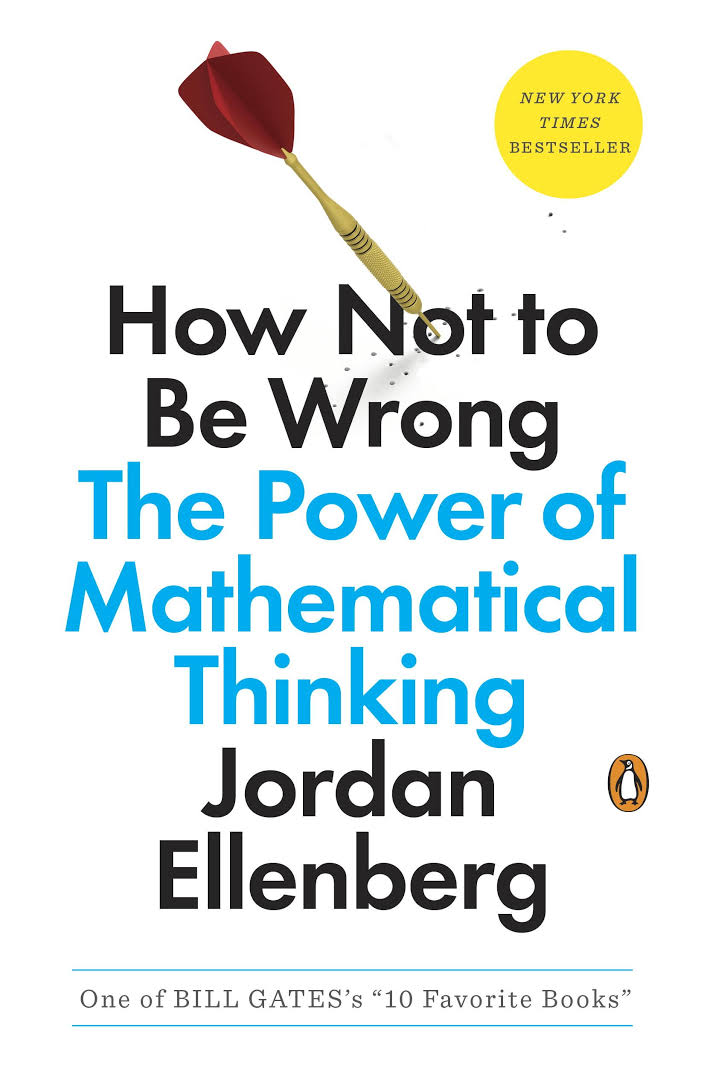 NEW YORK
TIMES
BESTSELLER
How Not to
Be Wrong
The Power of
Mathematical
Thinking
Jordan
Ellenberg
One of BILL GATES’s “10 Favorite Books”